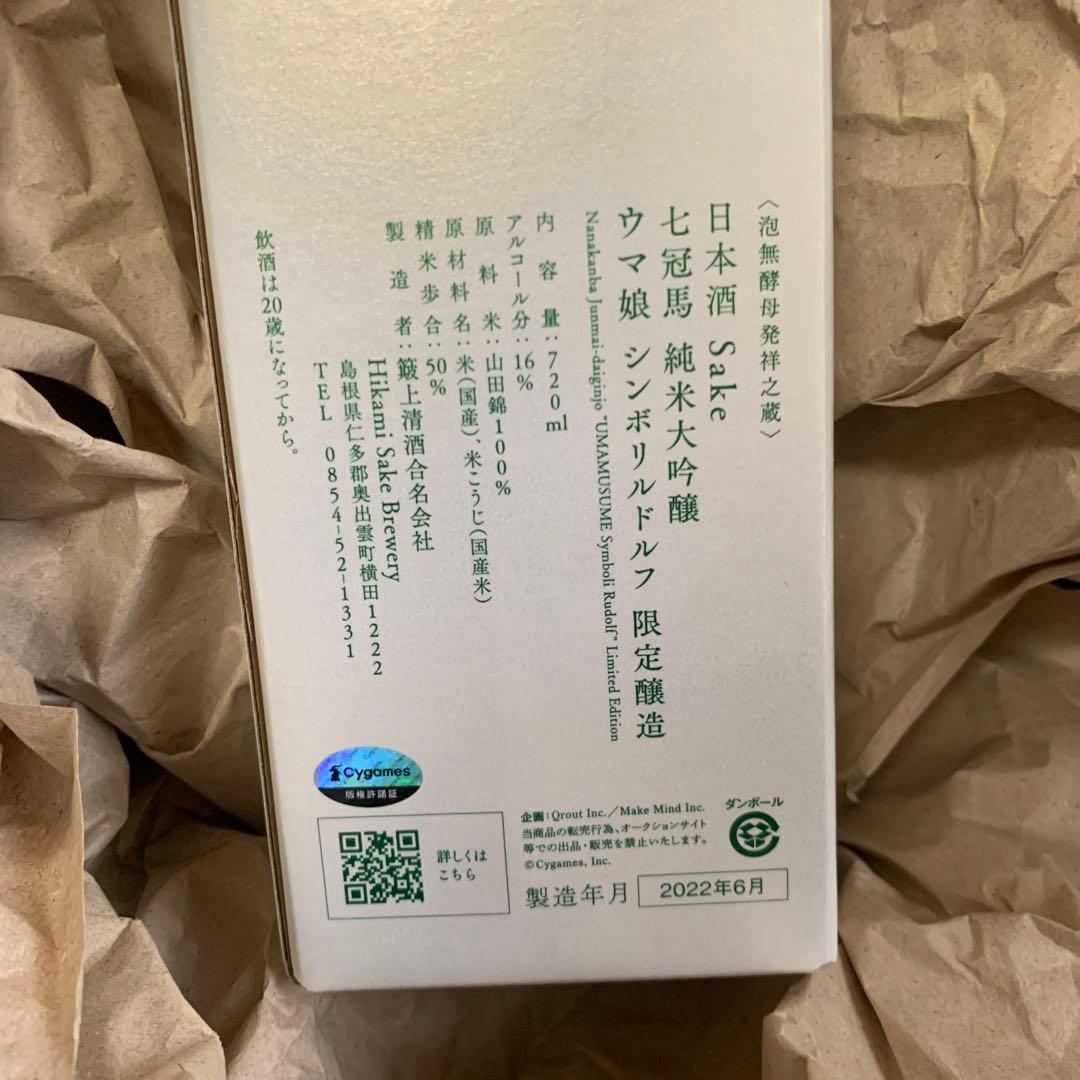 〈泡無酵母発祥之蔵〉
日本酒 Sake
七冠馬 純米大吟醸
ウマ娘 シンボリルドルフ 限定醸造
Nanakanba Junmai-daiginjo "UMAMUSUME Symboli Rudolf" Limited Edition
内容量:720ml
アルコール分:16%
原料米:山田錦100%
原材料名:米(国産)、米こうじ(国産米)
精米歩合:50%
製造者:簸上清酒合名会社
Hikami Sake Brewery
島根県仁多郡奥出雲町横田1222
TEL 0854-52-1331
飲酒は20歳になってから。
Cygames
版権許諾証
詳しくは
こちら
企画:Qrout Inc./Make Mind Inc.
当商品の転売行為、オークションサイト
等での出品・販売を禁止いたします。
©Cygames, Inc.
ダンボール
製造年月 2022年6月